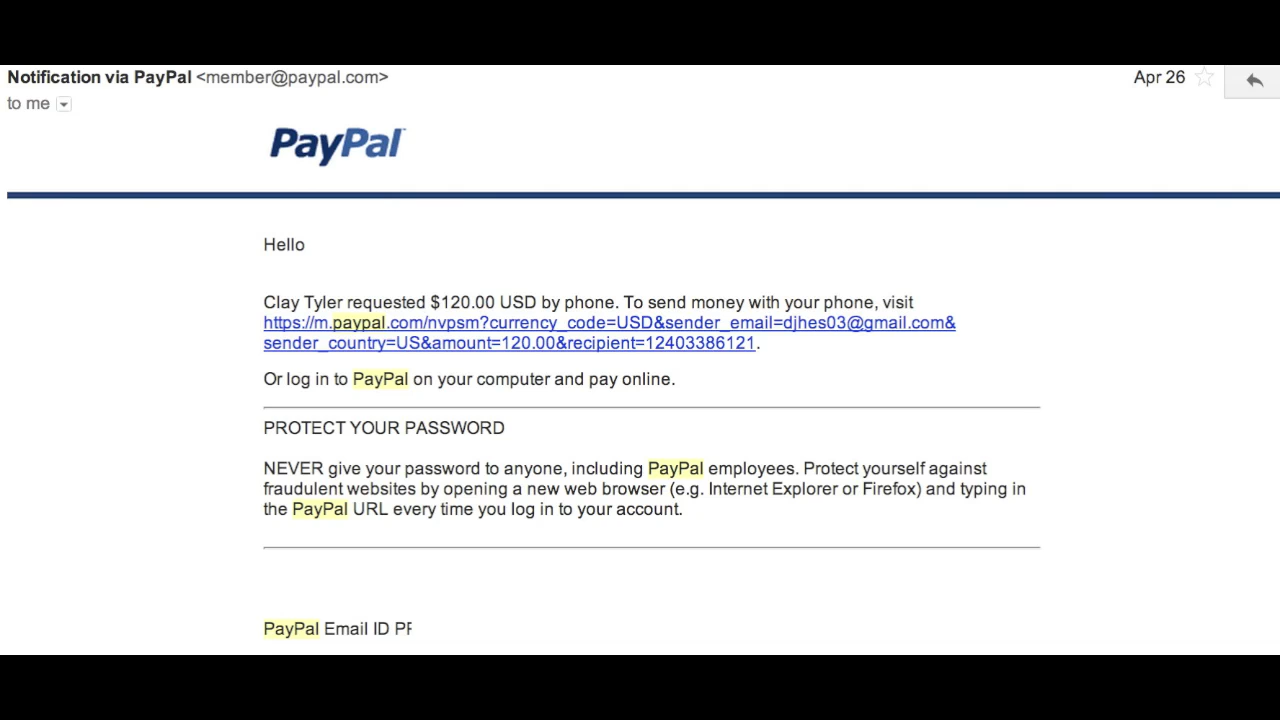 Notification via PayPal <member@paypal.com>
Apr 26
to me
PayPal
Hello
Clay Tyler requested $120.00 USD by phone. To send money with your phone, visit
https://m.paypal.com/nvpsm?currency_code=USD&sender_email=djhes03@gmail.com&
sender_country=US&amount=120.00&recipient=12403386121.
Or log in to PayPal on your computer and pay online.
PROTECT YOUR PASSWORD
NEVER give your password to anyone, including PayPal employees. Protect yourself against
fraudulent websites by opening a new web browser (e.g. Internet Explorer or Firefox) and typing in
the PayPal URL every time you log in to your account.
PayPal Email ID